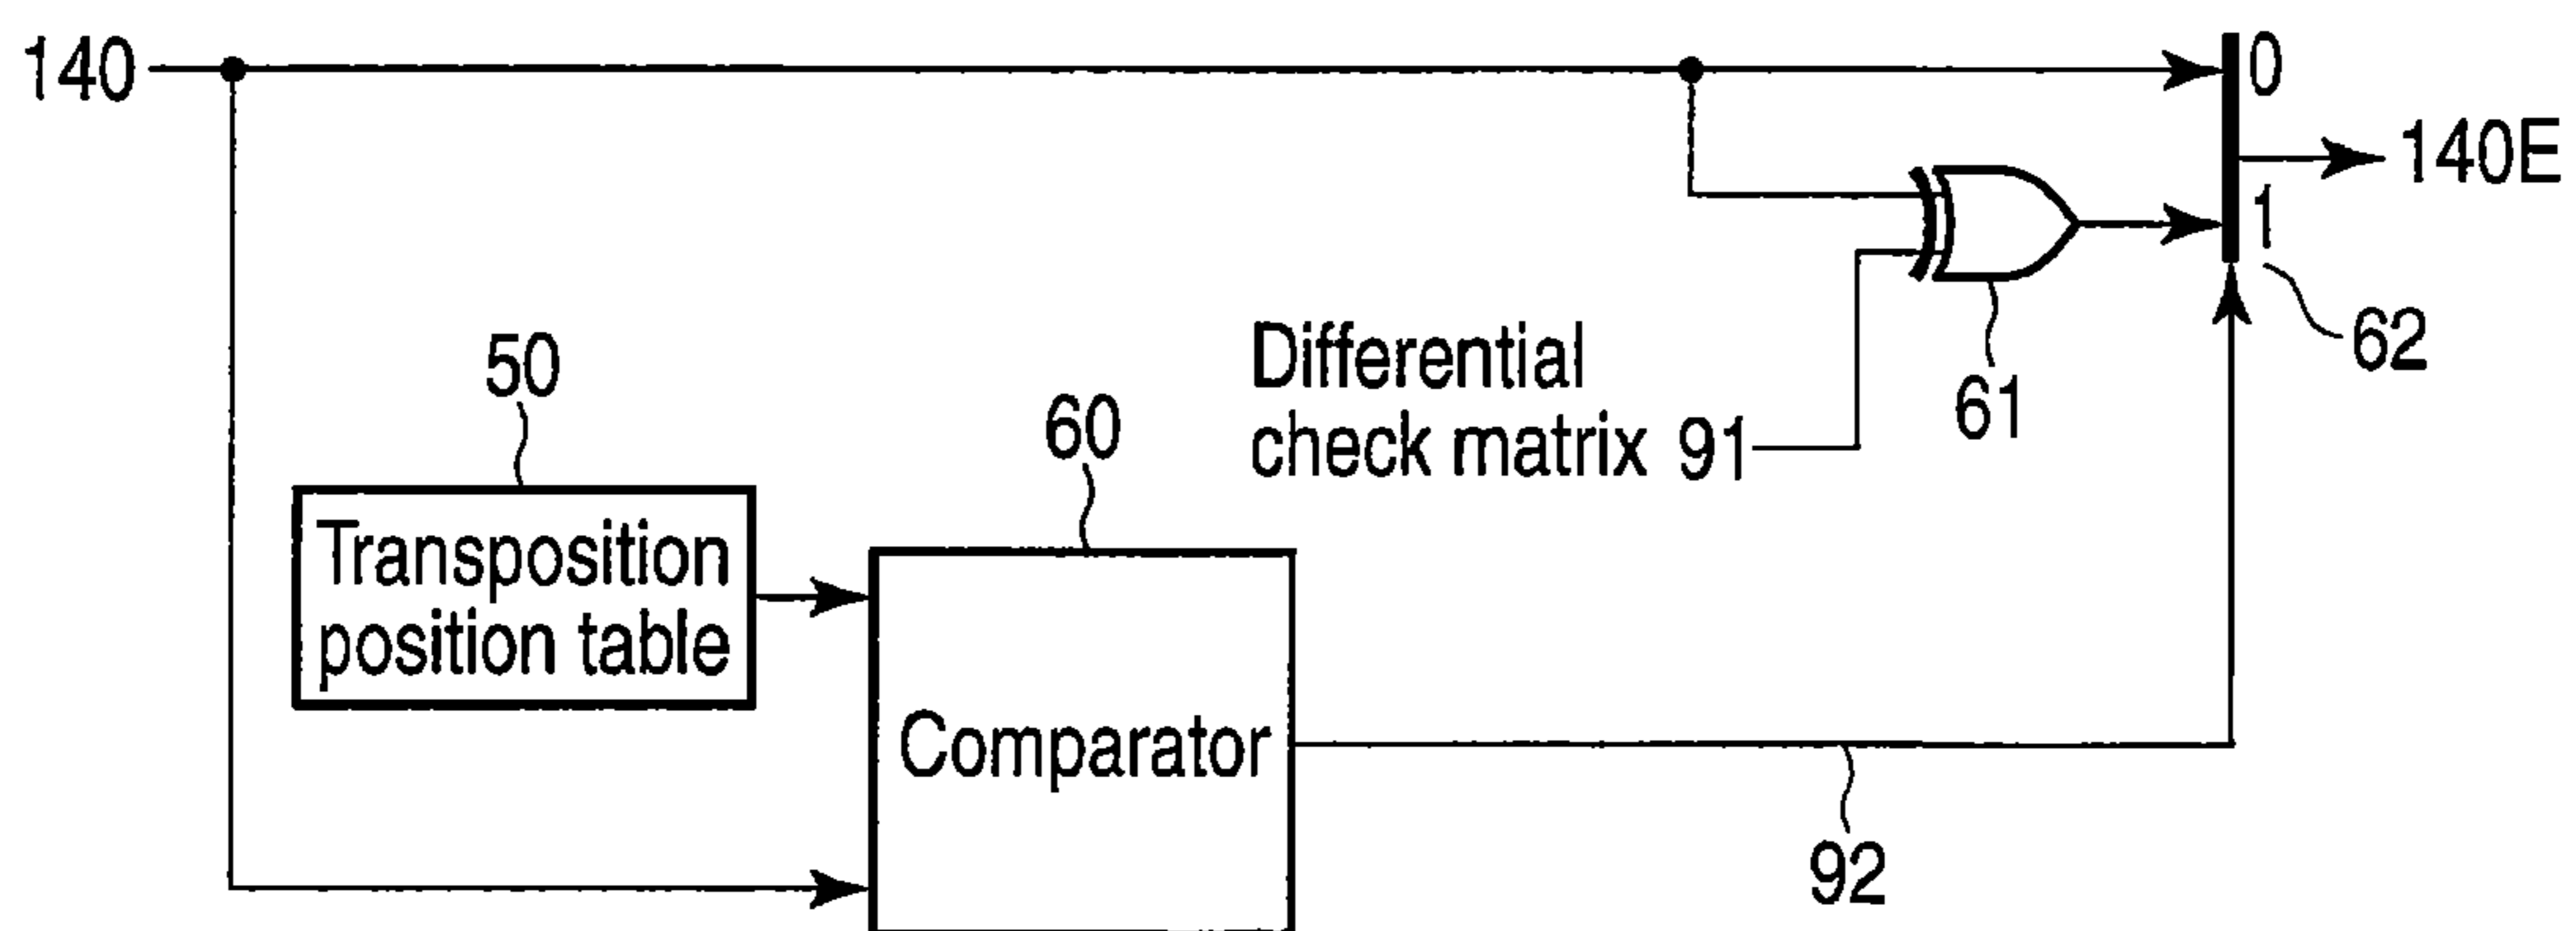 140
0
140E
1
62
61
Differential
check matrix 91
50
60
Transposition
position table
Comparator
92